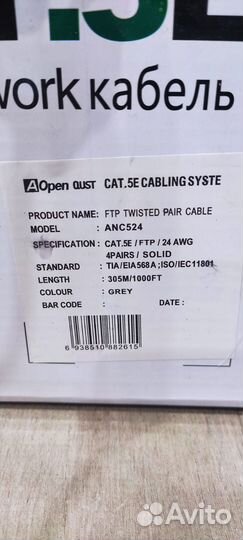 .5E
work кабель
AOpen QUST CAT.5E CABLING SYSTE
PRODUCT NAME: FTP TWISTED PAIR CABLE
MODEL : ANC524
SPECIFICATION : CAT.5E / FTP / 24 AWG
4PAIRS / SOLID
STANDARD : TIA/EIA568A ;ISO/IEC11801
LENGTH : 305M/1000FT
COLOUR : GREY
BAR CODE : DATE :
6 938510 882615
Avito